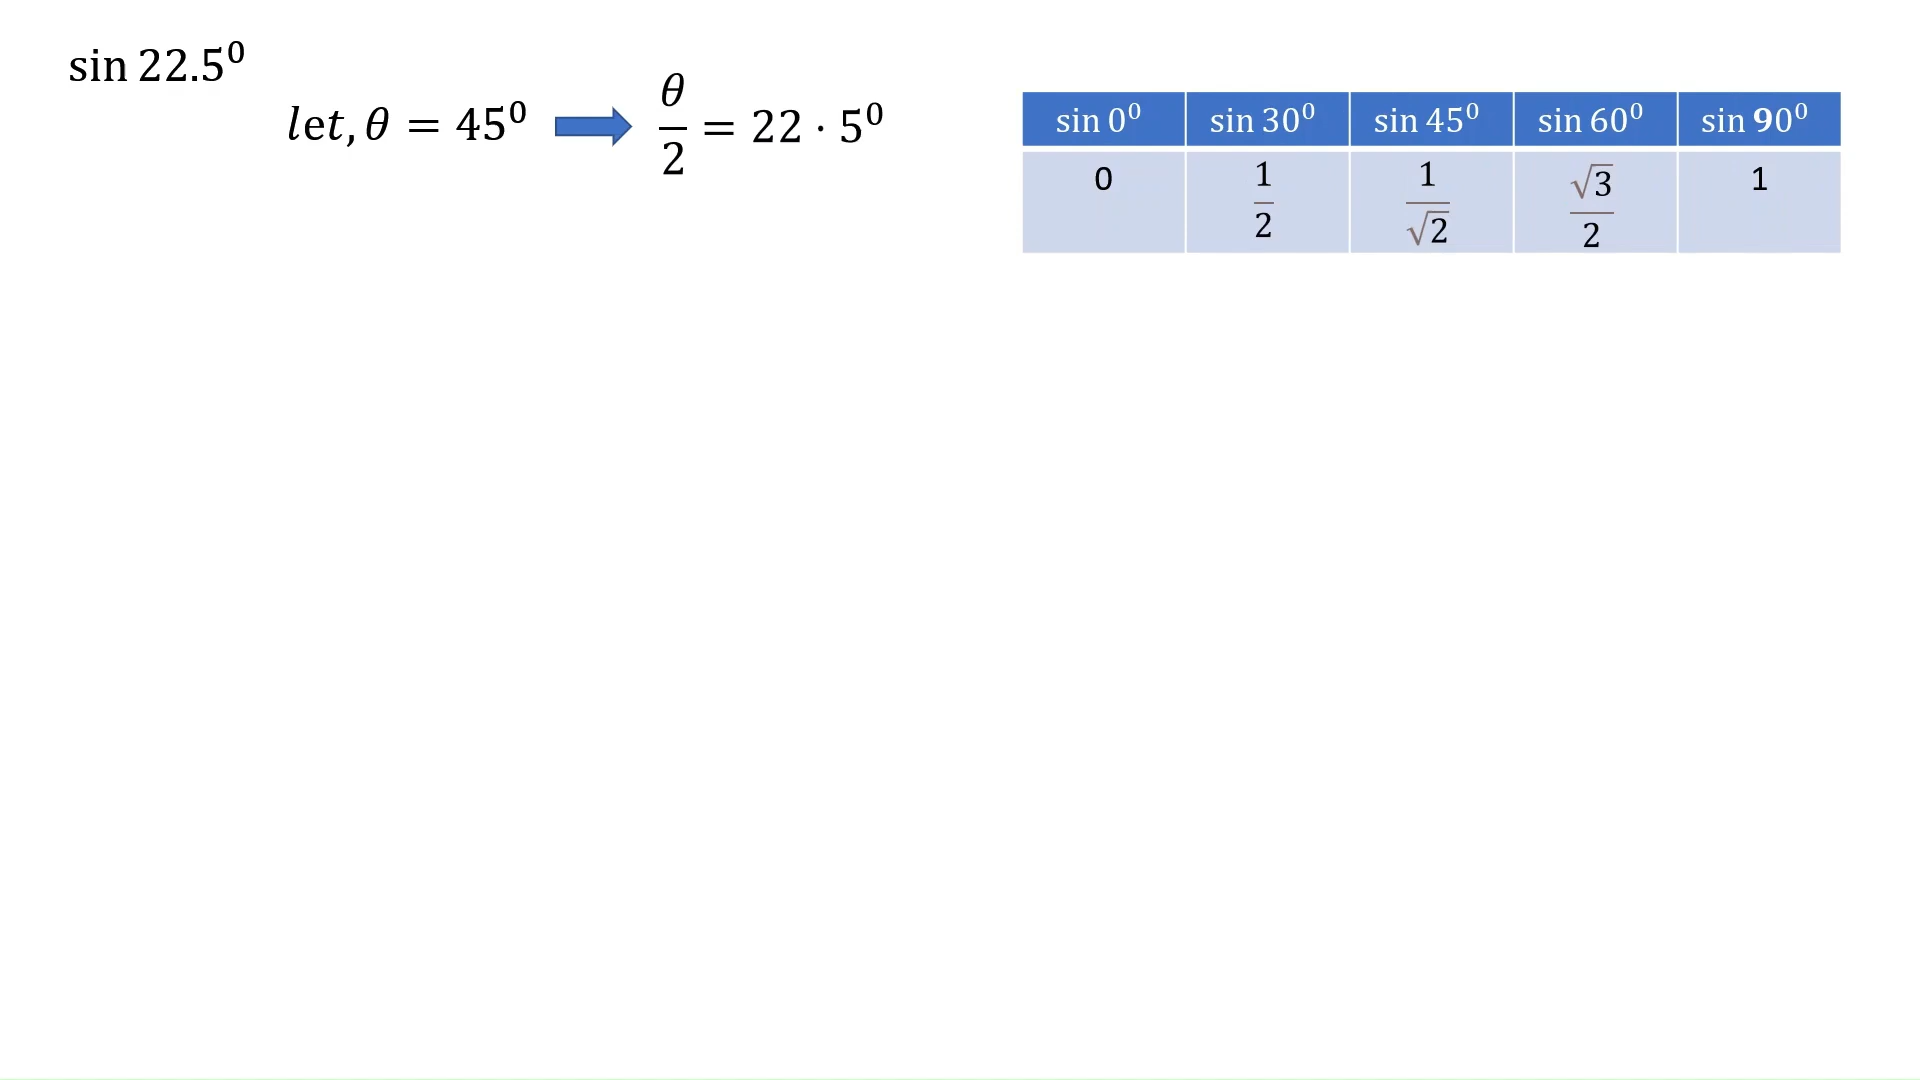 sin 22.5⁰
let, θ = 45⁰ θ/2 = 22 · 5⁰
sin 0⁰ sin 30⁰ sin 45⁰ sin 60⁰ sin 90⁰
0 1/2 1/√2 √3/2 1